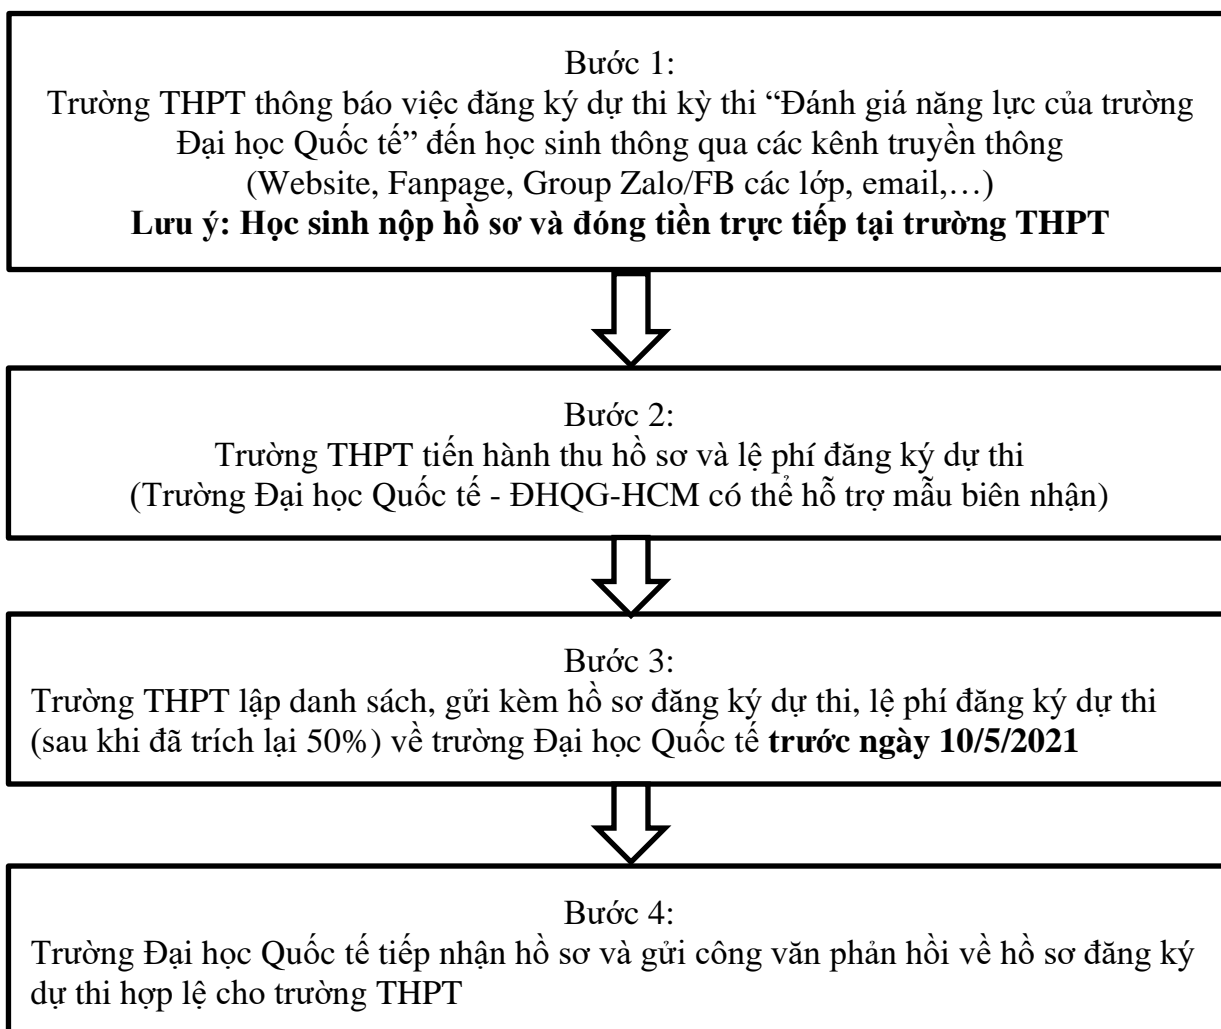 Bước 1:
Trường THPT thông báo việc đăng ký dự thi kỳ thi “Đánh giá năng lực của trường
Đại học Quốc tế” đến học sinh thông qua các kênh truyền thông
(Website, Fanpage, Group Zalo/FB các lớp, email,…)
Lưu ý: Học sinh nộp hồ sơ và đóng tiền trực tiếp tại trường THPT
Bước 2:
Trường THPT tiến hành thu hồ sơ và lệ phí đăng ký dự thi
(Trường Đại học Quốc tế - ĐHQG-HCM có thể hỗ trợ mẫu biên nhận)
Bước 3:
Trường THPT lập danh sách, gửi kèm hồ sơ đăng ký dự thi, lệ phí đăng ký dự thi
(sau khi đã trích lại 50%) về trường Đại học Quốc tế trước ngày 10/5/2021
Bước 4:
Trường Đại học Quốc tế tiếp nhận hồ sơ và gửi công văn phản hồi về hồ sơ đăng ký
dự thi hợp lệ cho trường THPT